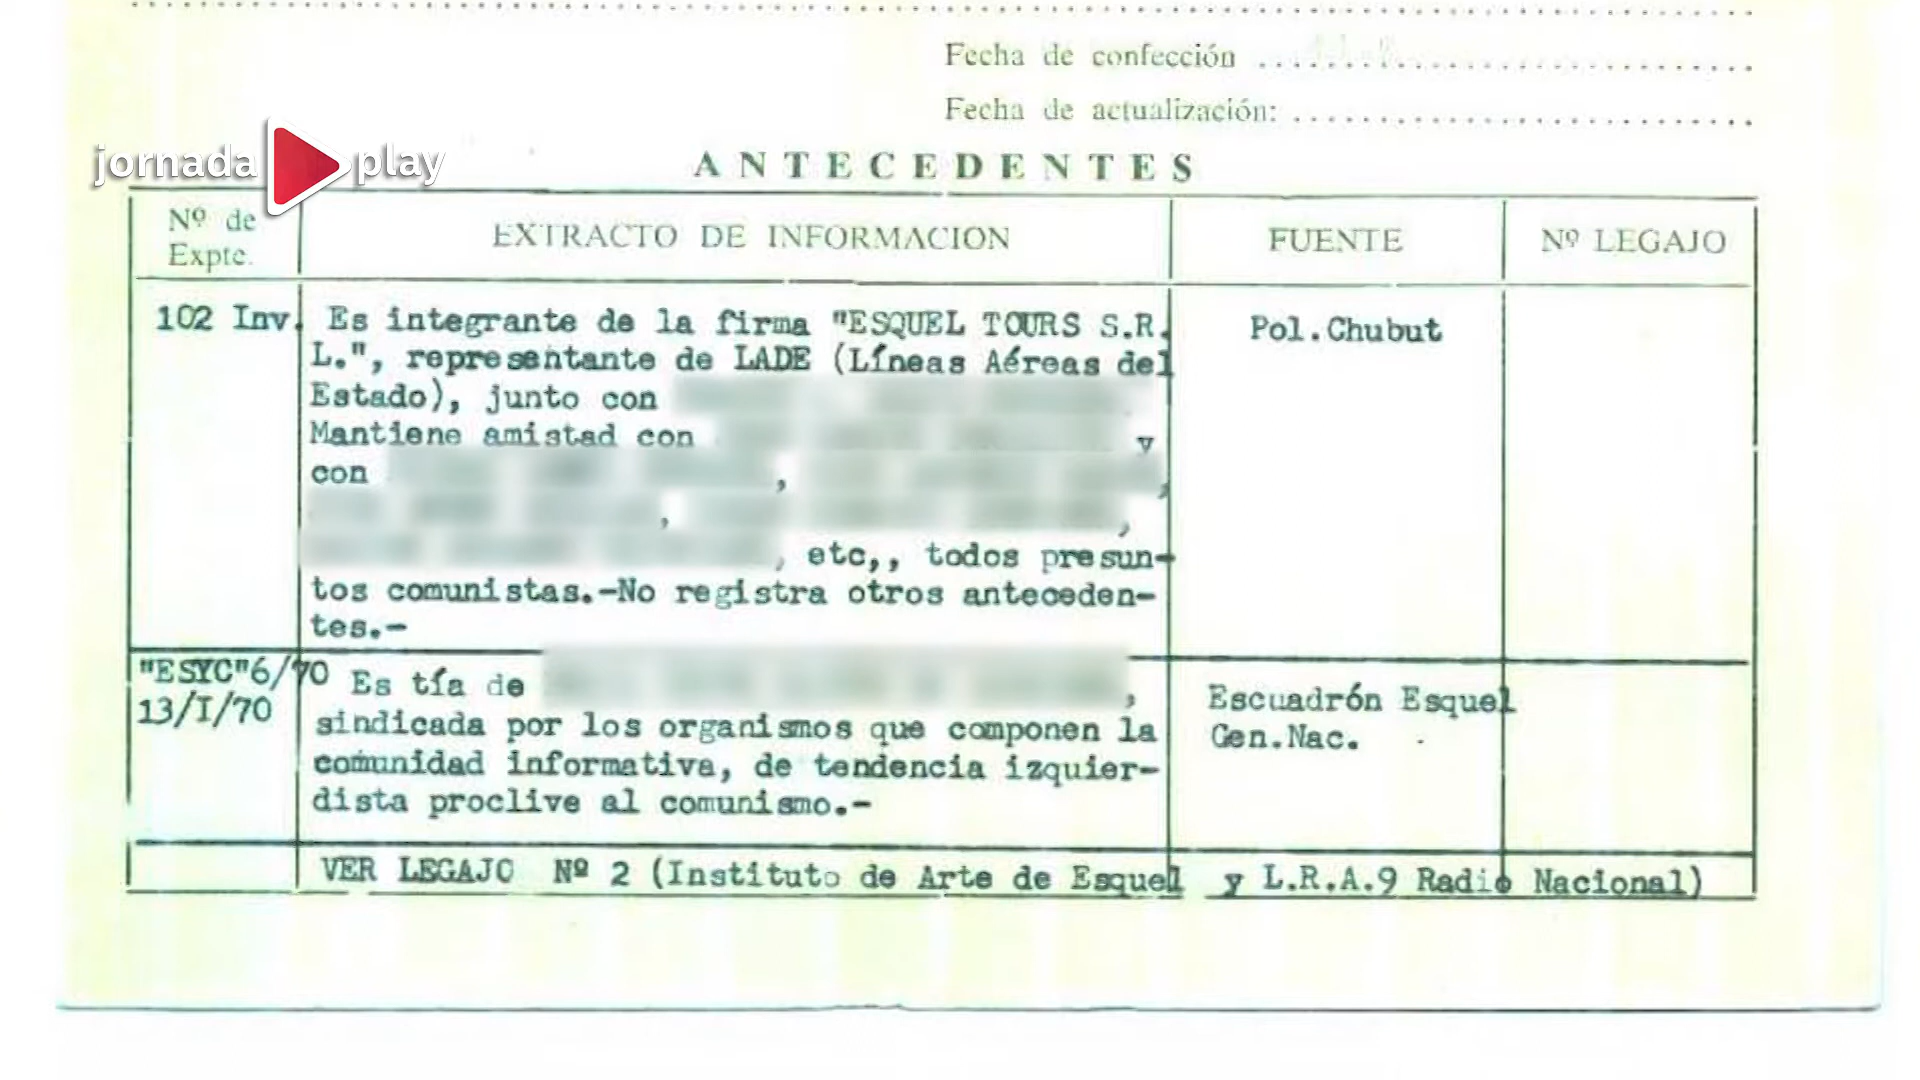 Fecha de confección
Fecha de actualización:
jornada play
ANTECEDENTES
Nº de Expte.
EXTRACTO DE INFORMACION
FUENTE
Nº LEGAJO
102 Inv.
Es integrante de la firma "ESQUEL TOURS S.R.
L.", representante de LADE (Líneas Aéreas del
Estado), junto con
Mantiene amistad con y
con , ,
, ,
, etc,, todos presun-
tos comunistas.-No registra otros anteceden-
tes.-
Pol.Chubut
"ESYC"6/70
13/I/70
Es tía de ,
sindicada por los organismos que componen la
comunidad informativa, de tendencia izquier-
dista proclive al comunismo.-
Escuadrón Esquel
Gen.Nac.
VER LEGAJO Nº 2 (Instituto de Arte de Esquel y L.R.A.9 Radio Nacional)